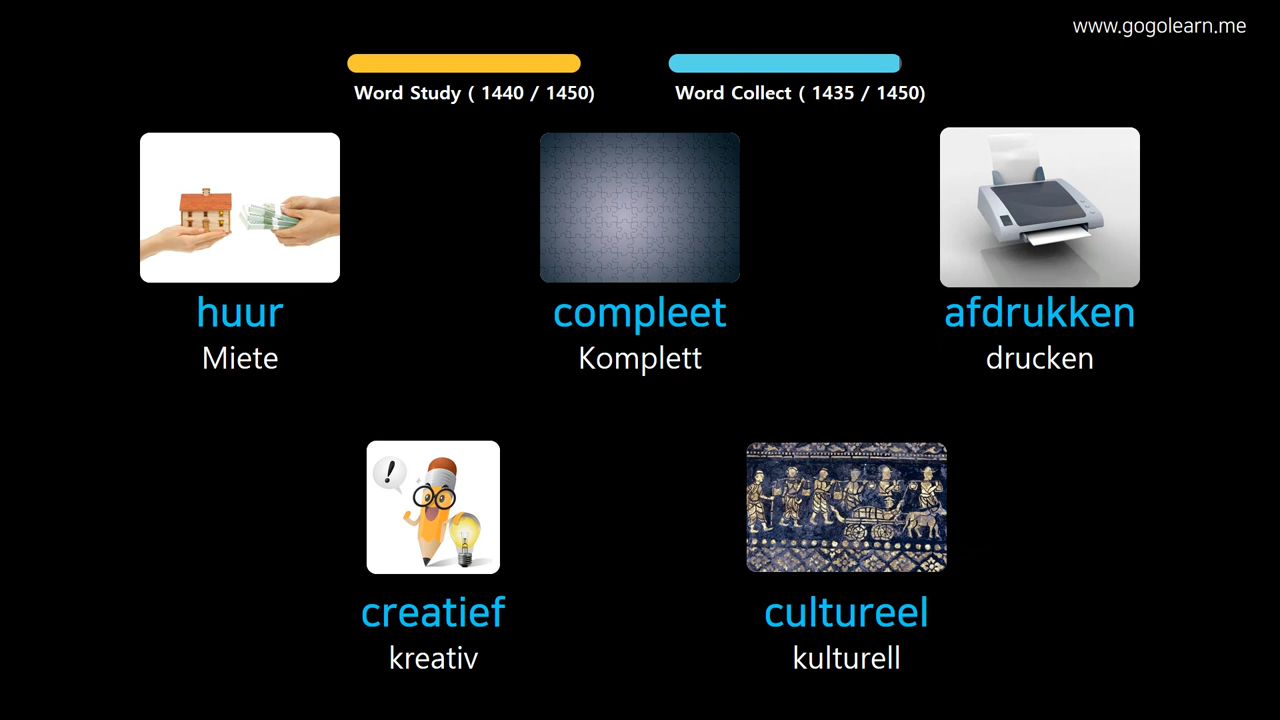 www.gogolearn.me
Word Study ( 1440 / 1450)
Word Collect ( 1435 / 1450)
huur
Miete
compleet
Komplett
afdrukken
drucken
creatief
kreativ
cultureel
kulturell